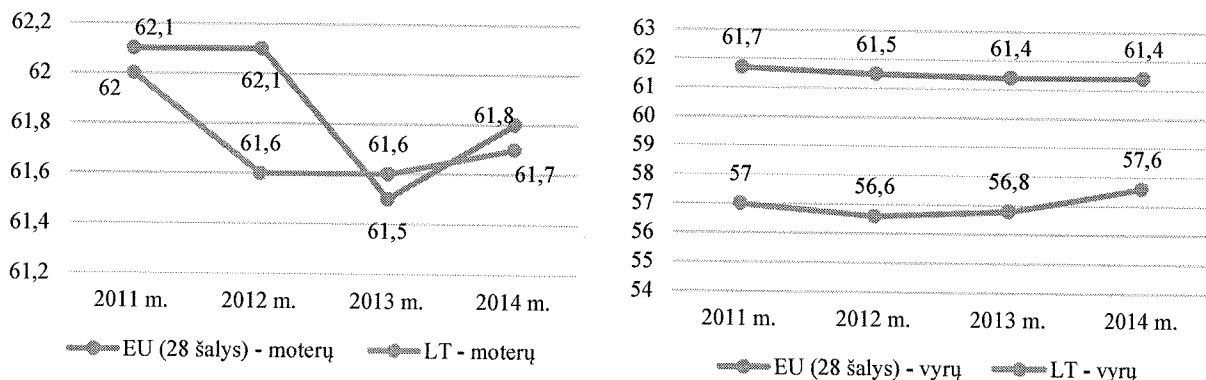 62,2
62
61,8
61,6
61,4
61,2
62,1
62
62,1
61,6
61,6
61,5
61,8
61,7
2011 m.
2012 m.
2013 m.
2014 m.
EU (28 šalys) - moterų
LT - moterų
63
62
61
60
59
58
57
56
55
54
61,7
61,5
61,4
61,4
57
56,6
56,8
57,6
2011 m.
2012 m.
2013 m.
2014 m.
EU (28 šalys) - vyrų
LT - vyrų